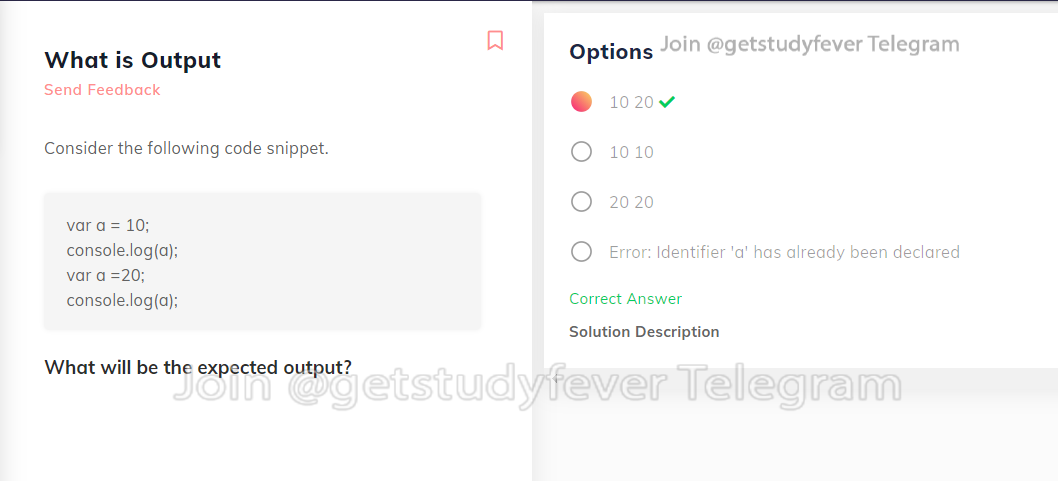 What is Output
Send Feedback
Consider the following code snippet.
var a = 10;
console.log(a);
var a =20;
console.log(a);
What will be the expected output?
Options
Join @getstudyfever Telegram
10 20
10 10
20 20
Error: Identifier 'a' has already been declared
Correct Answer
Solution Description
Join @getstudyfever Telegram